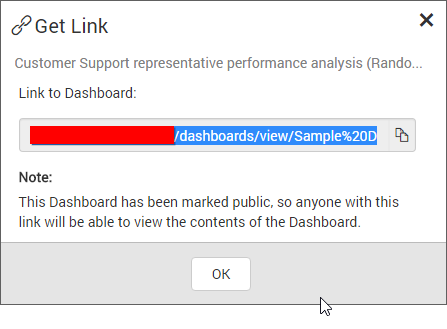 Get Link
Customer Support representative performance analysis (Rando...
Link to Dashboard:
/dashboards/view/Sample%20D
Note:
This Dashboard has been marked public, so anyone with this
link will be able to view the contents of the Dashboard.
OK